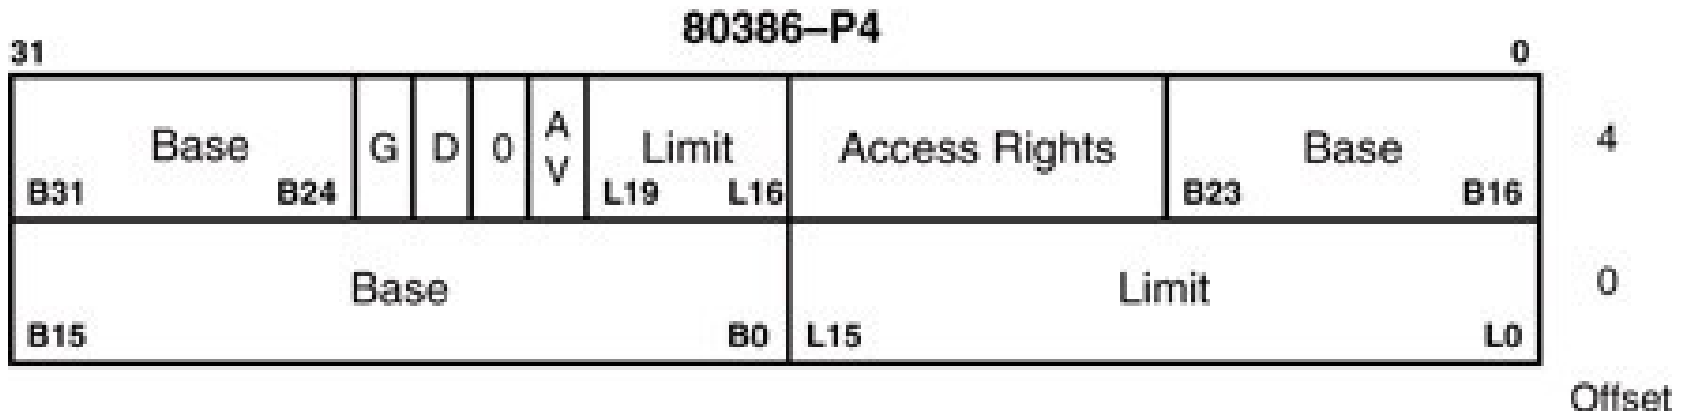 80386–P4
31 0
Base G D 0 A V Limit Access Rights Base 4
B31 B24 L19 L16 B23 B16
Base Limit 0
B15 B0 L15 L0
Offset